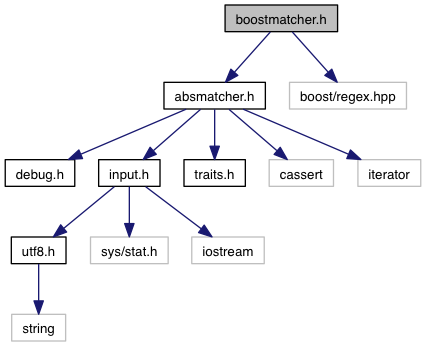 boostmatcher.h
absmatcher.h
boost/regex.hpp
debug.h
input.h
traits.h
cassert
iterator
utf8.h
sys/stat.h
iostream
string